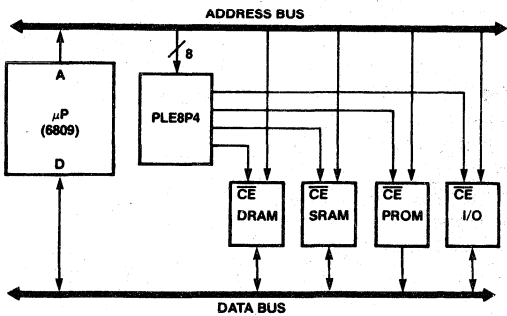 ADDRESS BUS
8
A
μP
(6809)
D
PLE8P4
CE
DRAM
CE
SRAM
CE
PROM
CE
I/O
DATA BUS